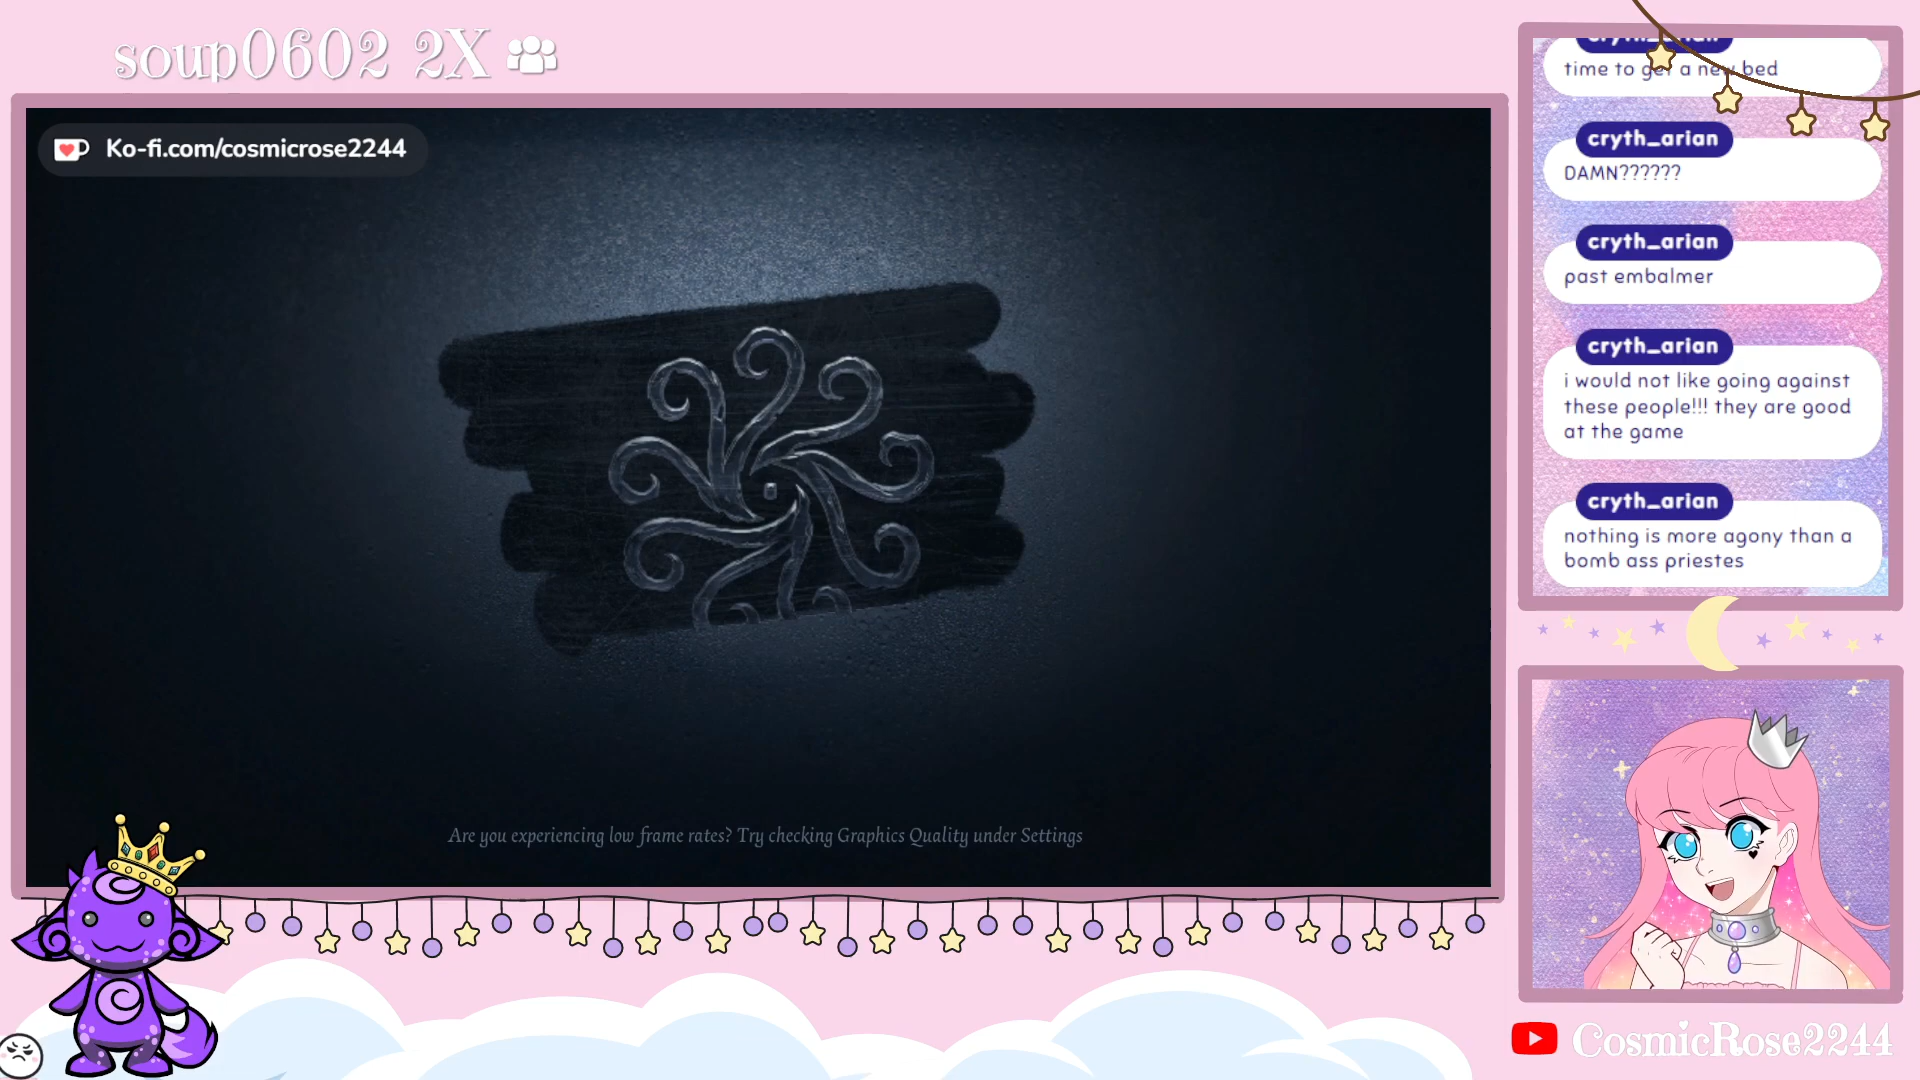 soup0602 2X
Ko-fi.com/cosmicrose2244
Are you experiencing low frame rates? Try checking Graphics Quality under Settings
cryth_arian
time to get a new bed
cryth_arian
DAMN??????
cryth_arian
past embalmer
cryth_arian
i would not like going against
these people!!! they are good
at the game
cryth_arian
nothing is more agony than a
bomb ass priestes
CosmicRose2244